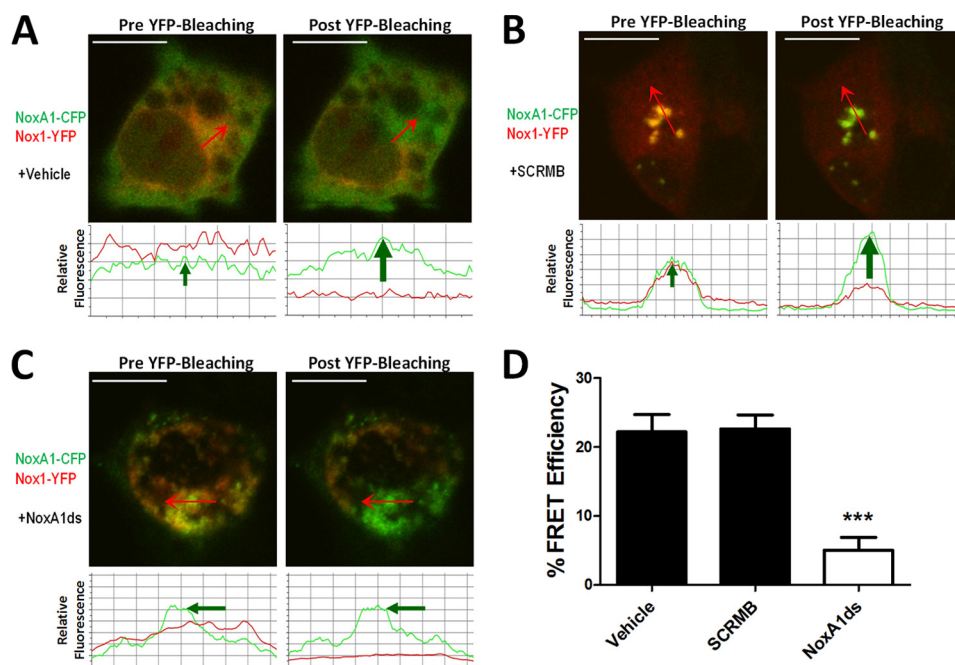 A
Pre YFP-Bleaching
Post YFP-Bleaching
NoxA1-CFP
Nox1-YFP
+Vehicle
Relative
Fluorescence
B
Pre YFP-Bleaching
Post YFP-Bleaching
NoxA1-CFP
Nox1-YFP
+SCRMB
Relative
Fluorescence
C
Pre YFP-Bleaching
Post YFP-Bleaching
NoxA1-CFP
Nox1-YFP
+NoxA1ds
Relative
Fluorescence
D
% FRET Efficiency
30
20
10
0
***
Vehicle
SCRMB
NoxA1ds